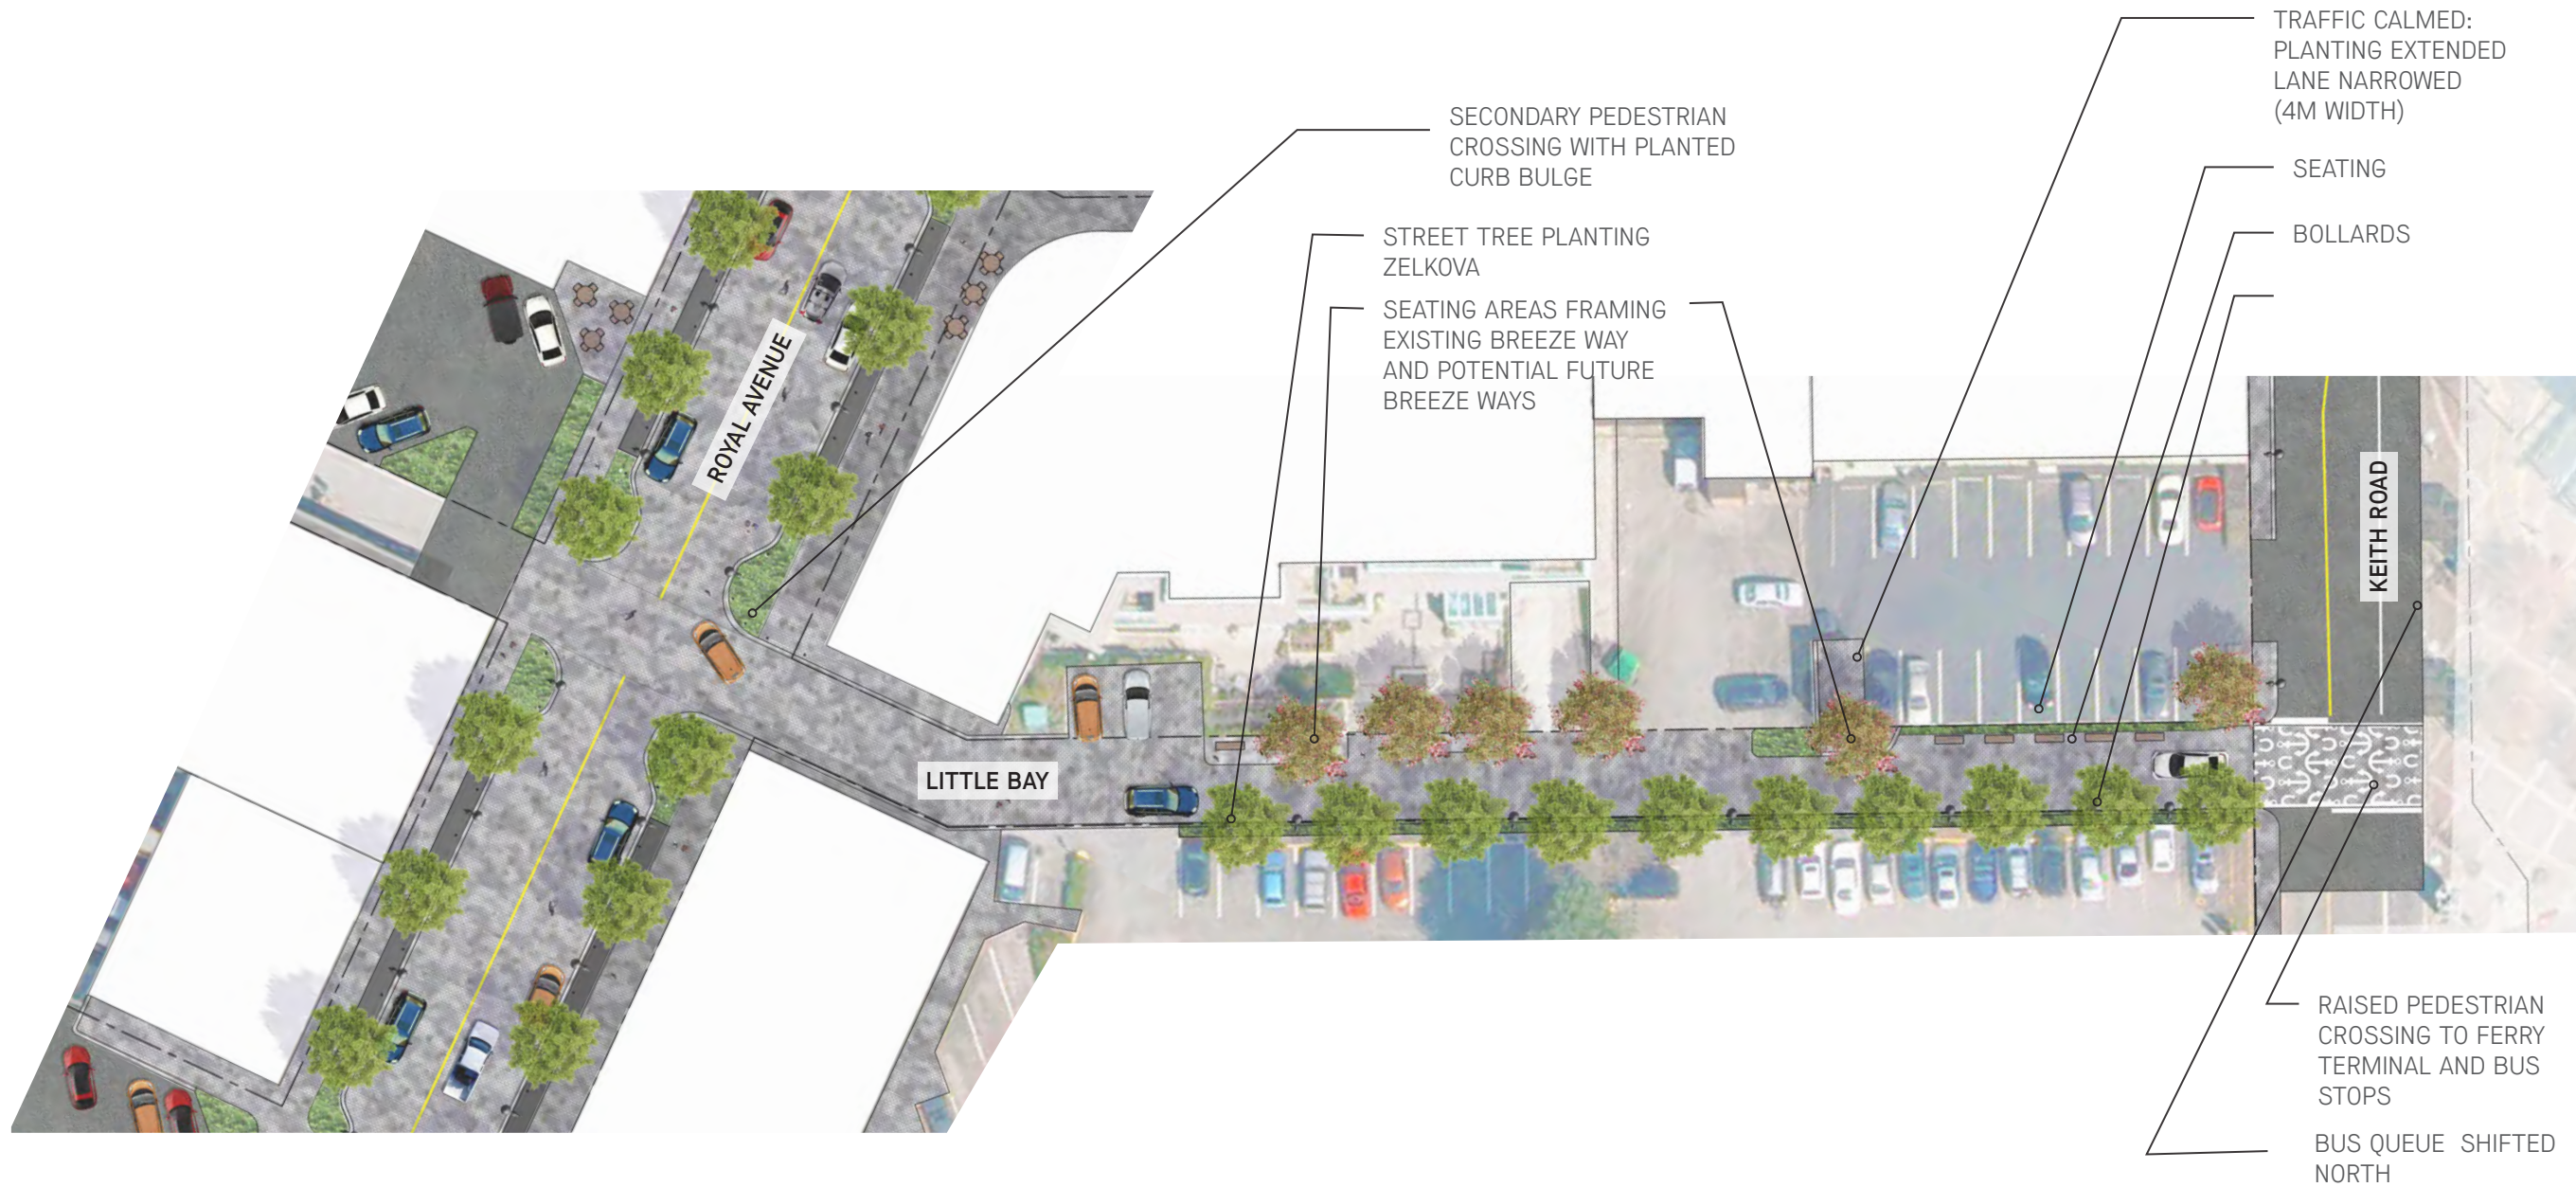 TRAFFIC CALMED:
PLANTING EXTENDED
LANE NARROWED
(4M WIDTH)
SECONDARY PEDESTRIAN
CROSSING WITH PLANTED
CURB BULGE
SEATING
BOLLARDS
STREET TREE PLANTING
ZELKOVA
SEATING AREAS FRAMING
EXISTING BREEZE WAY
AND POTENTIAL FUTURE
BREEZE WAYS
ROYAL AVENUE
KEITH ROAD
LITTLE BAY
RAISED PEDESTRIAN
CROSSING TO FERRY
TERMINAL AND BUS
STOPS
BUS QUEUE SHIFTED
NORTH